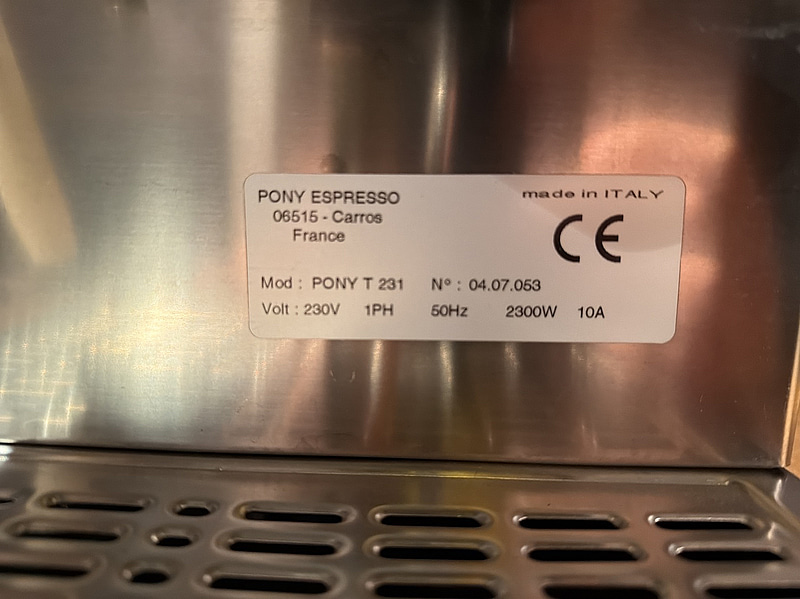 PONY ESPRESSO
06515 - Carros
France
made in ITALY
CE
Mod : PONY T 231 N° : 04.07.053
Volt : 230V 1PH 50Hz 2300W 10A